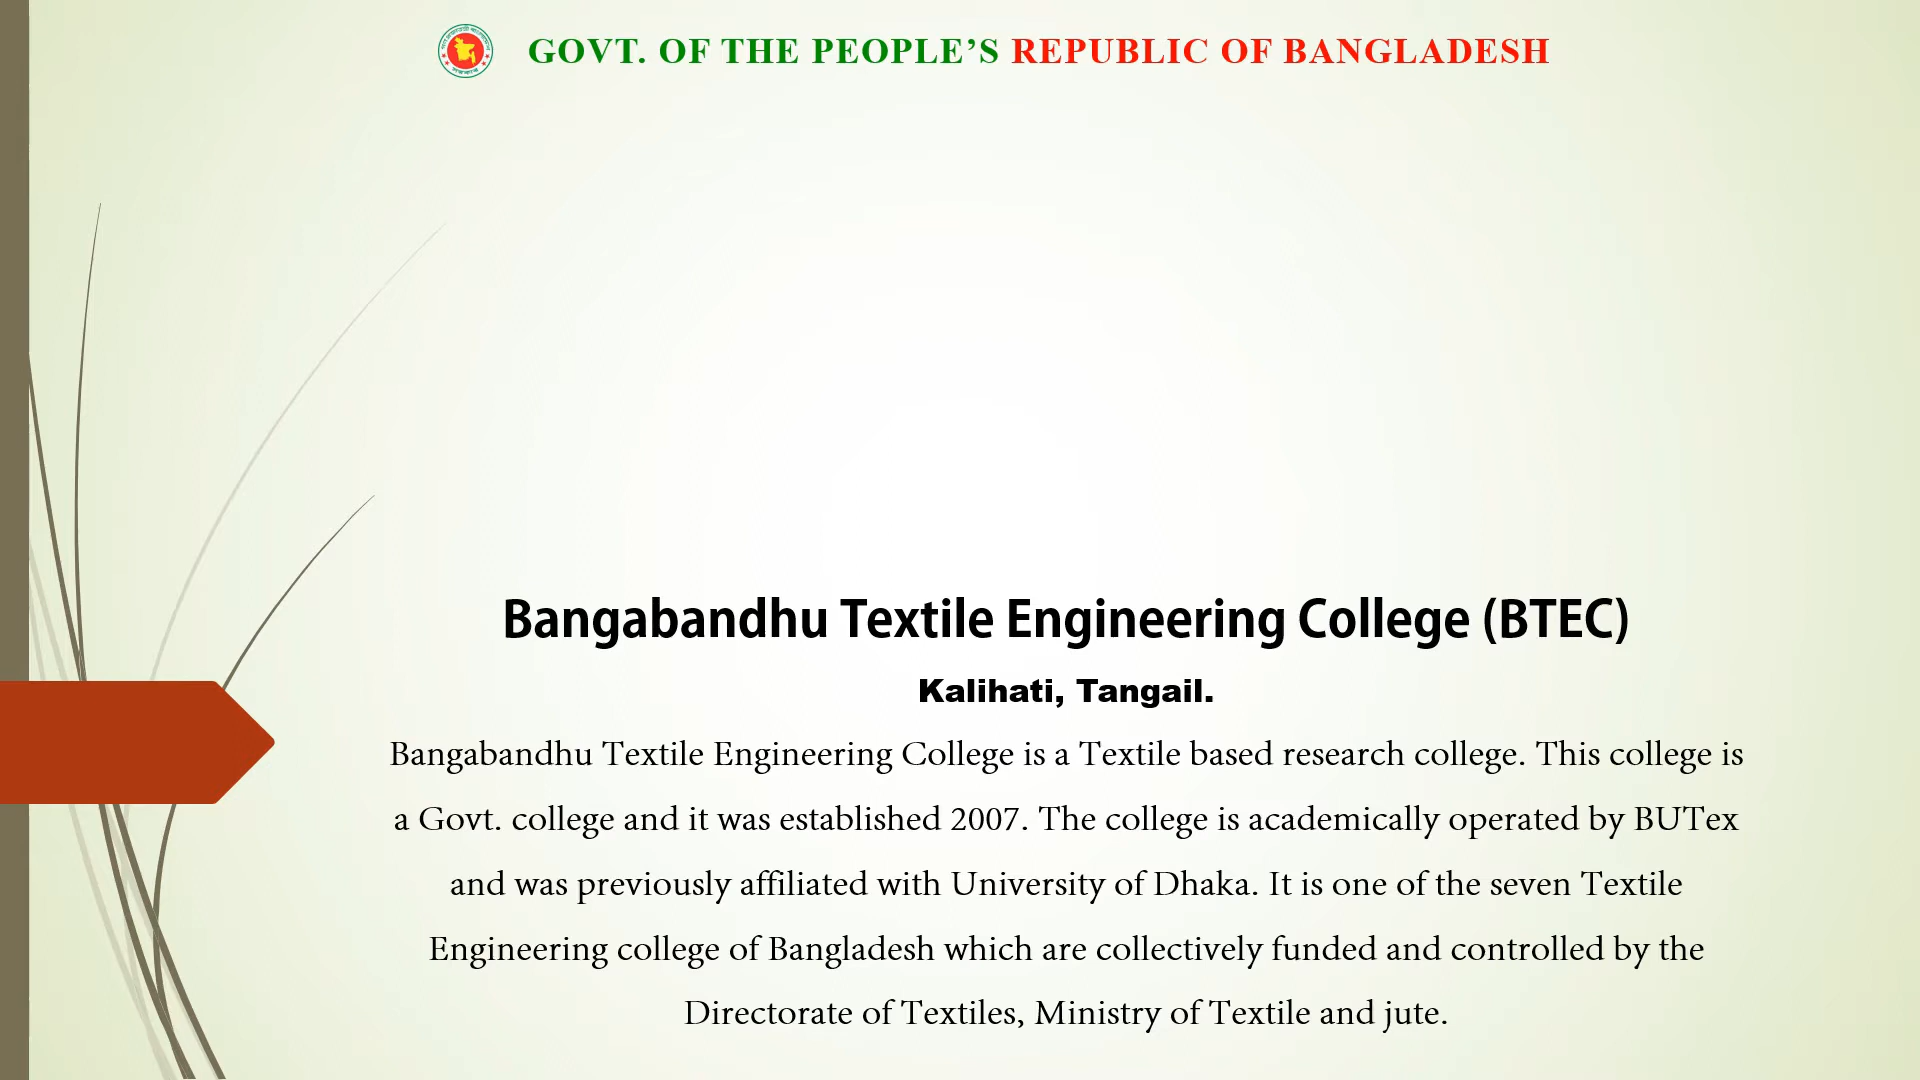 GOVT. OF THE PEOPLE’S REPUBLIC OF BANGLADESH
Bangabandhu Textile Engineering College (BTEC)
Kalihati, Tangail.
Bangabandhu Textile Engineering College is a Textile based research college. This college is
a Govt. college and it was established 2007. The college is academically operated by BUTex
and was previously affiliated with University of Dhaka. It is one of the seven Textile
Engineering college of Bangladesh which are collectively funded and controlled by the
Directorate of Textiles, Ministry of Textile and jute.